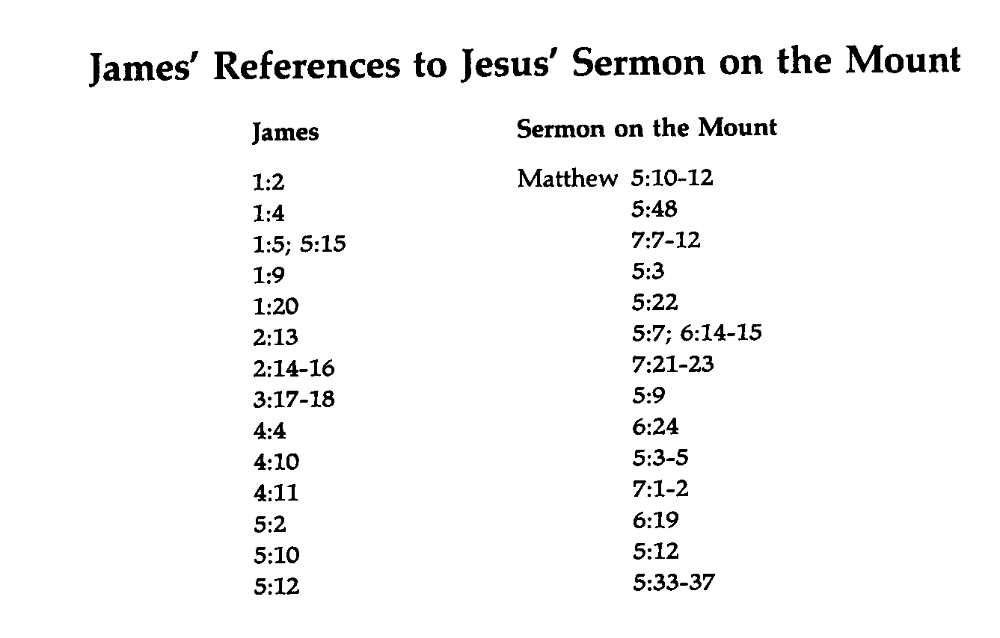 James' References to Jesus' Sermon on the Mount
James Sermon on the Mount
1:2 Matthew 5:10-12
1:4 5:48
1:5; 5:15 7:7-12
1:9 5:3
1:20 5:22
2:13 5:7; 6:14-15
2:14-16 7:21-23
3:17-18 5:9
4:4 6:24
4:10 5:3-5
4:11 7:1-2
5:2 6:19
5:10 5:12
5:12 5:33-37